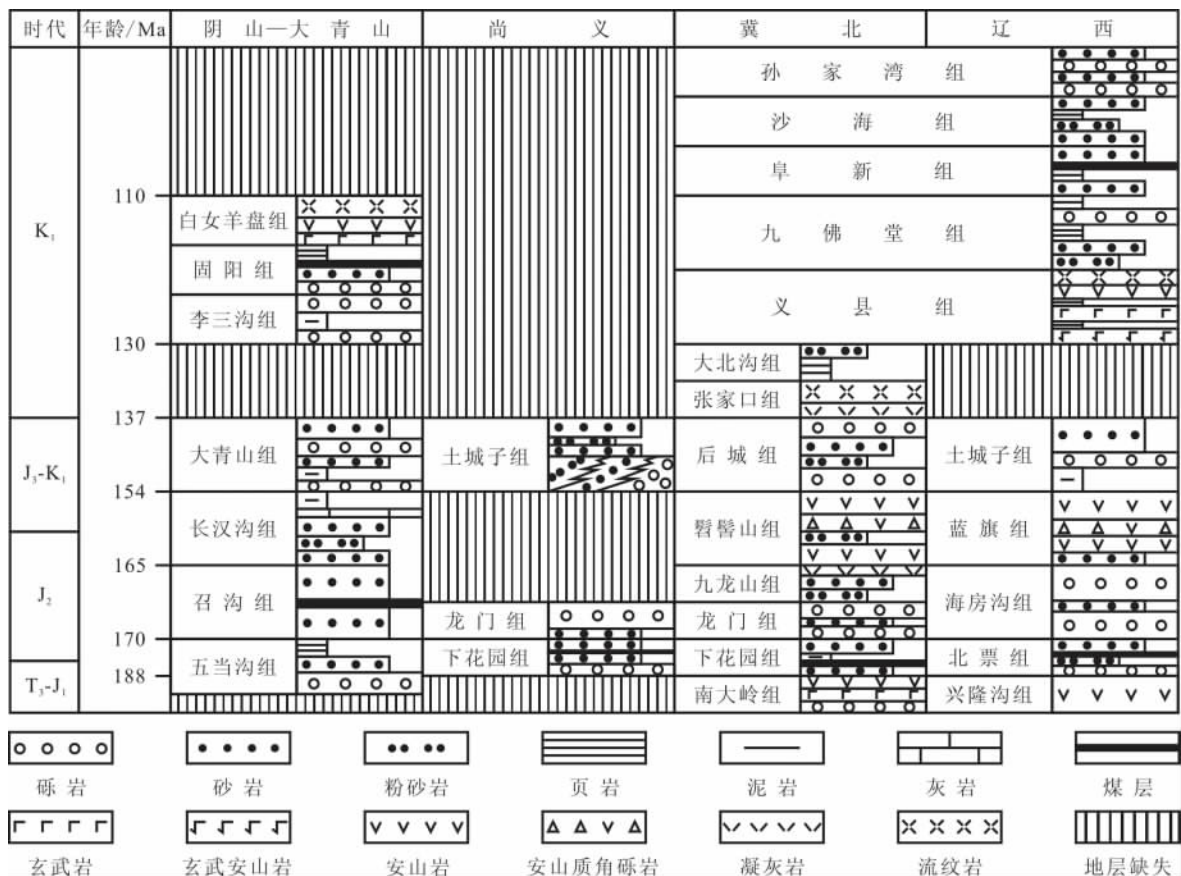 时代 年龄/Ma 阴山—大青山 尚义 冀北 辽西
孙家湾组
沙海组
阜新组
110
白女羊盘组
K₁
九佛堂组
固阳组
义县组
李三沟组
130
大北沟组
张家口组
137
大青山组 土城子组 后城组 土城子组
J₃-K₁
154
长汉沟组 髫髻山组 蓝旗组
165
九龙山组
J₂ 召沟组 海房沟组
龙门组 龙门组
170
五当沟组 下花园组 下花园组 北票组
188
T₃-J₁ 南大岭组 兴隆沟组
砾岩 砂岩 粉砂岩 页岩 泥岩 灰岩 煤层
玄武岩 玄武安山岩 安山岩 安山质角砾岩 凝灰岩 流纹岩 地层缺失